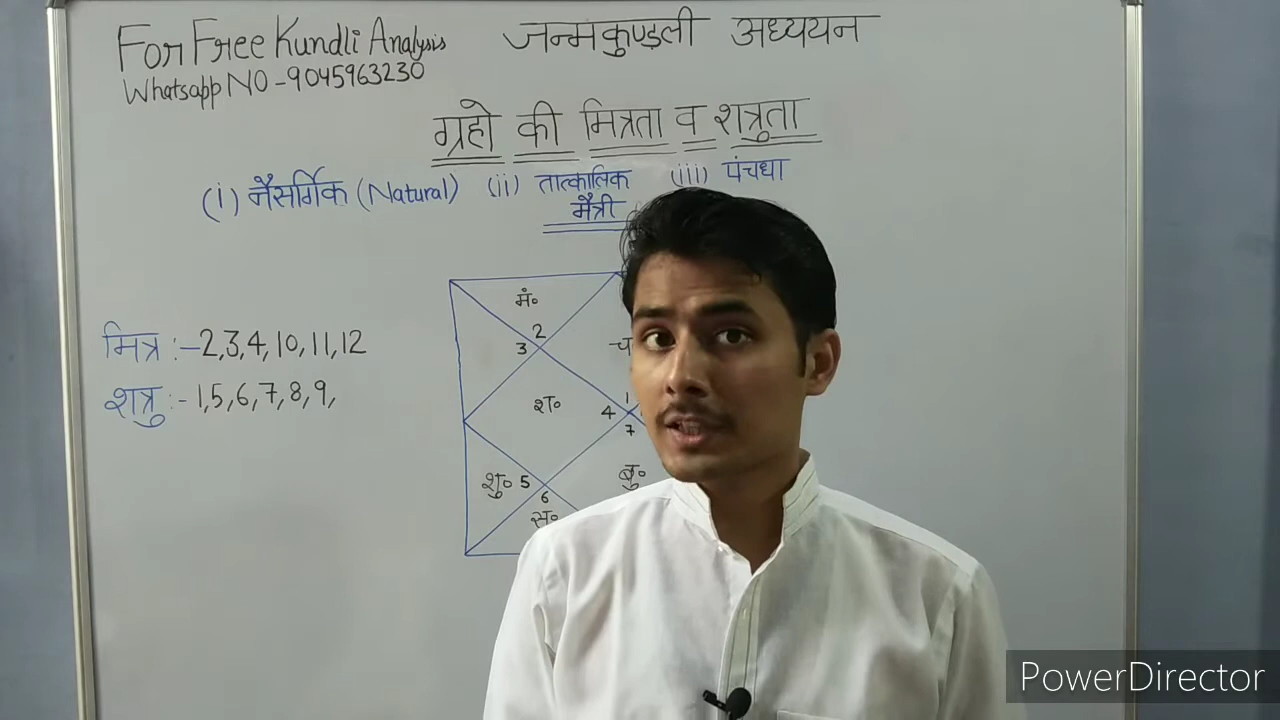 For Free Kundli Analysis
Whatsapp NO - 9045963230
जन्मकुण्डली अध्ययन
ग्रहो की मित्रता व शत्रुता
(i) नैसर्गिक (Natural) (ii) तात्कालिक (iii) पंचधा
मैत्री
मित्र :- 2,3,4,10,11,12
शत्रु :- 1,5,6,7,8,9,
मं०
2
3
च
श०
1
4
7
शु० 5
बु०
6
स०
PowerDirector